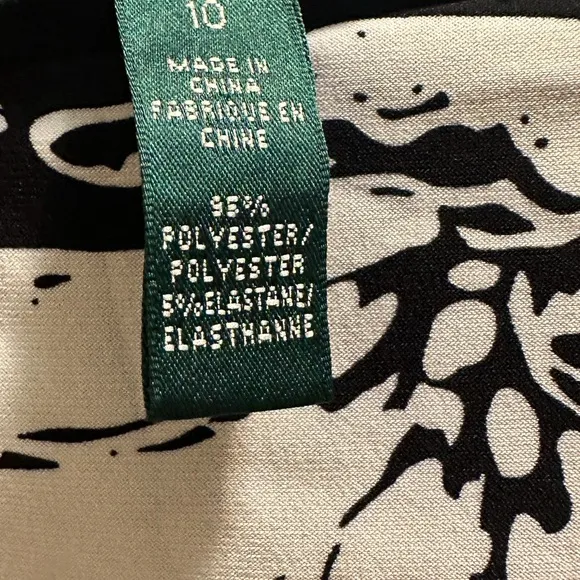 10
MADE IN
CHINA
FABRIQUE EN
CHINE
95%
POLYESTER/
POLYESTER
5%ELASTANE/
ELASTHANNE